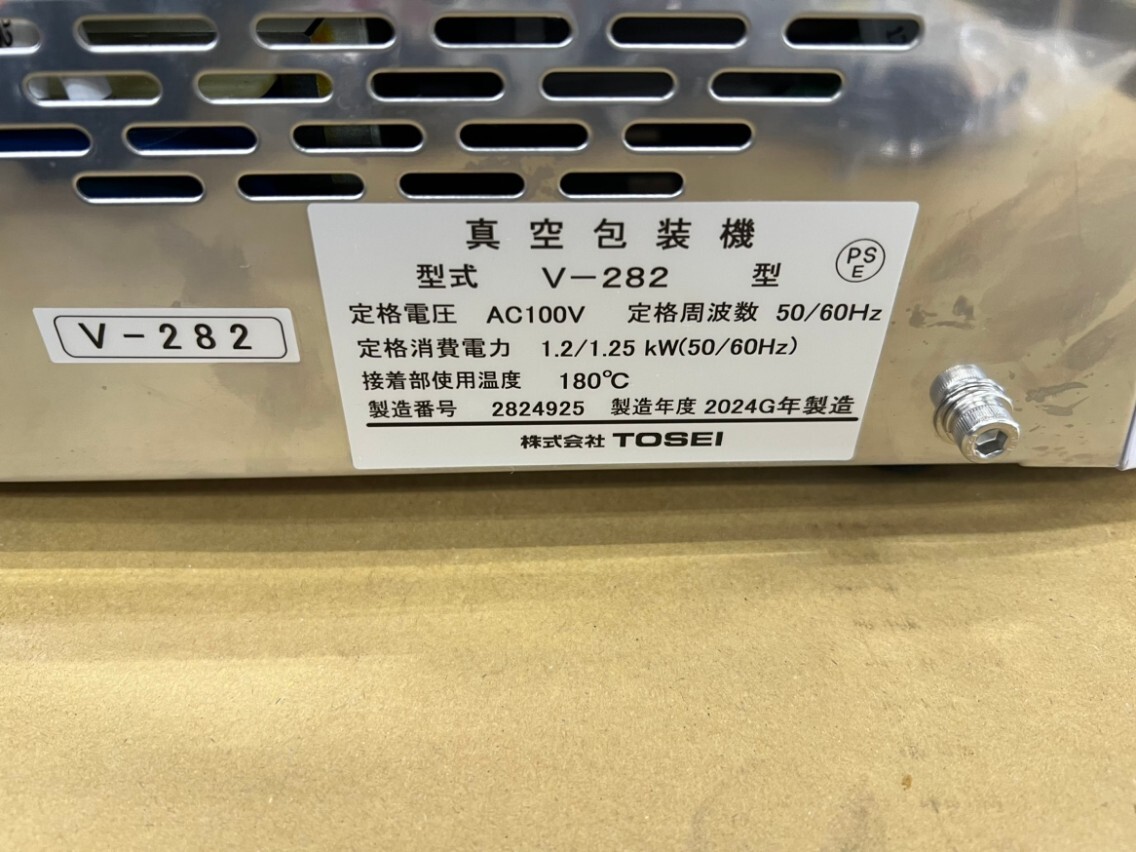 真空包装機
型式 V-282 型
PS
E
定格電圧 AC100V 定格周波数 50/60Hz
定格消費電力 1.2/1.25 kW(50/60Hz)
接着部使用温度 180℃
製造番号 2824925 製造年度 2024G年製造
株式会社 TOSEI
V-282